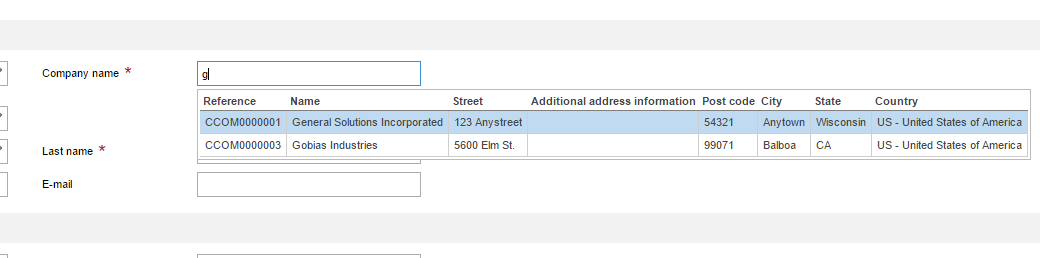 Company name * g
Reference Name Street Additional address information Post code City State Country
CCOM0000001 General Solutions Incorporated 123 Anystreet 54321 Anytown Wisconsin US - United States of America
CCOM0000003 Gobias Industries 5600 Elm St. 99071 Balboa CA US - United States of America
Last name *
E-mail